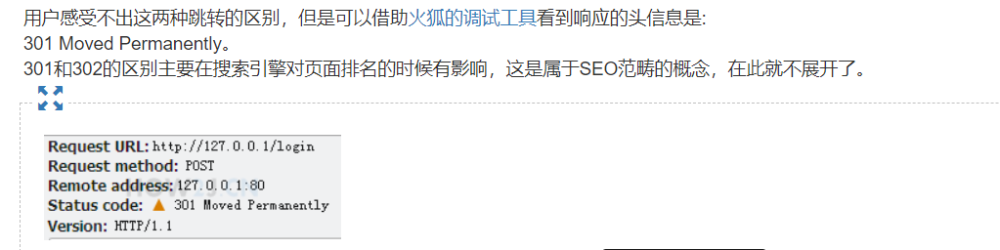 用户感受不出这两种跳转的区别，但是可以借助火狐的调试工具看到响应的头信息是:
301 Moved Permanently。
301和302的区别主要在搜索引擎对页面排名的时候有影响，这是属于SEO范畴的概念，在此就不展开了。
Request URL: http://127.0.0.1/login
Request method: POST
Remote address: 127.0.0.1:80
Status code: 301 Moved Permanently
Version: HTTP/1.1